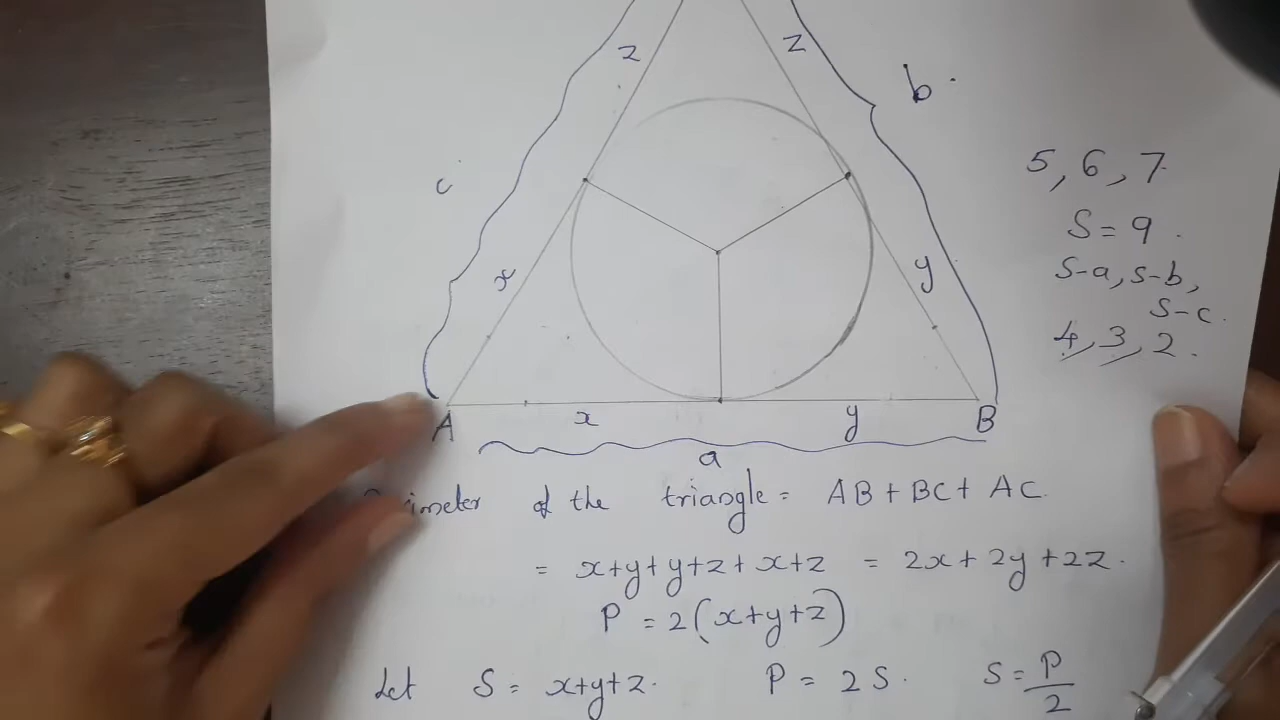 z z
b
5, 6, 7
c
S = 9
x y
S-a, S-b,
S-c
4, 3, 2
A x y B
a
of the triangle = AB + BC + AC
= x+y+y+z+x+z = 2x + 2y + 2z
P = 2(x+y+z)
Let S = x+y+z. P = 2S. S = P/2